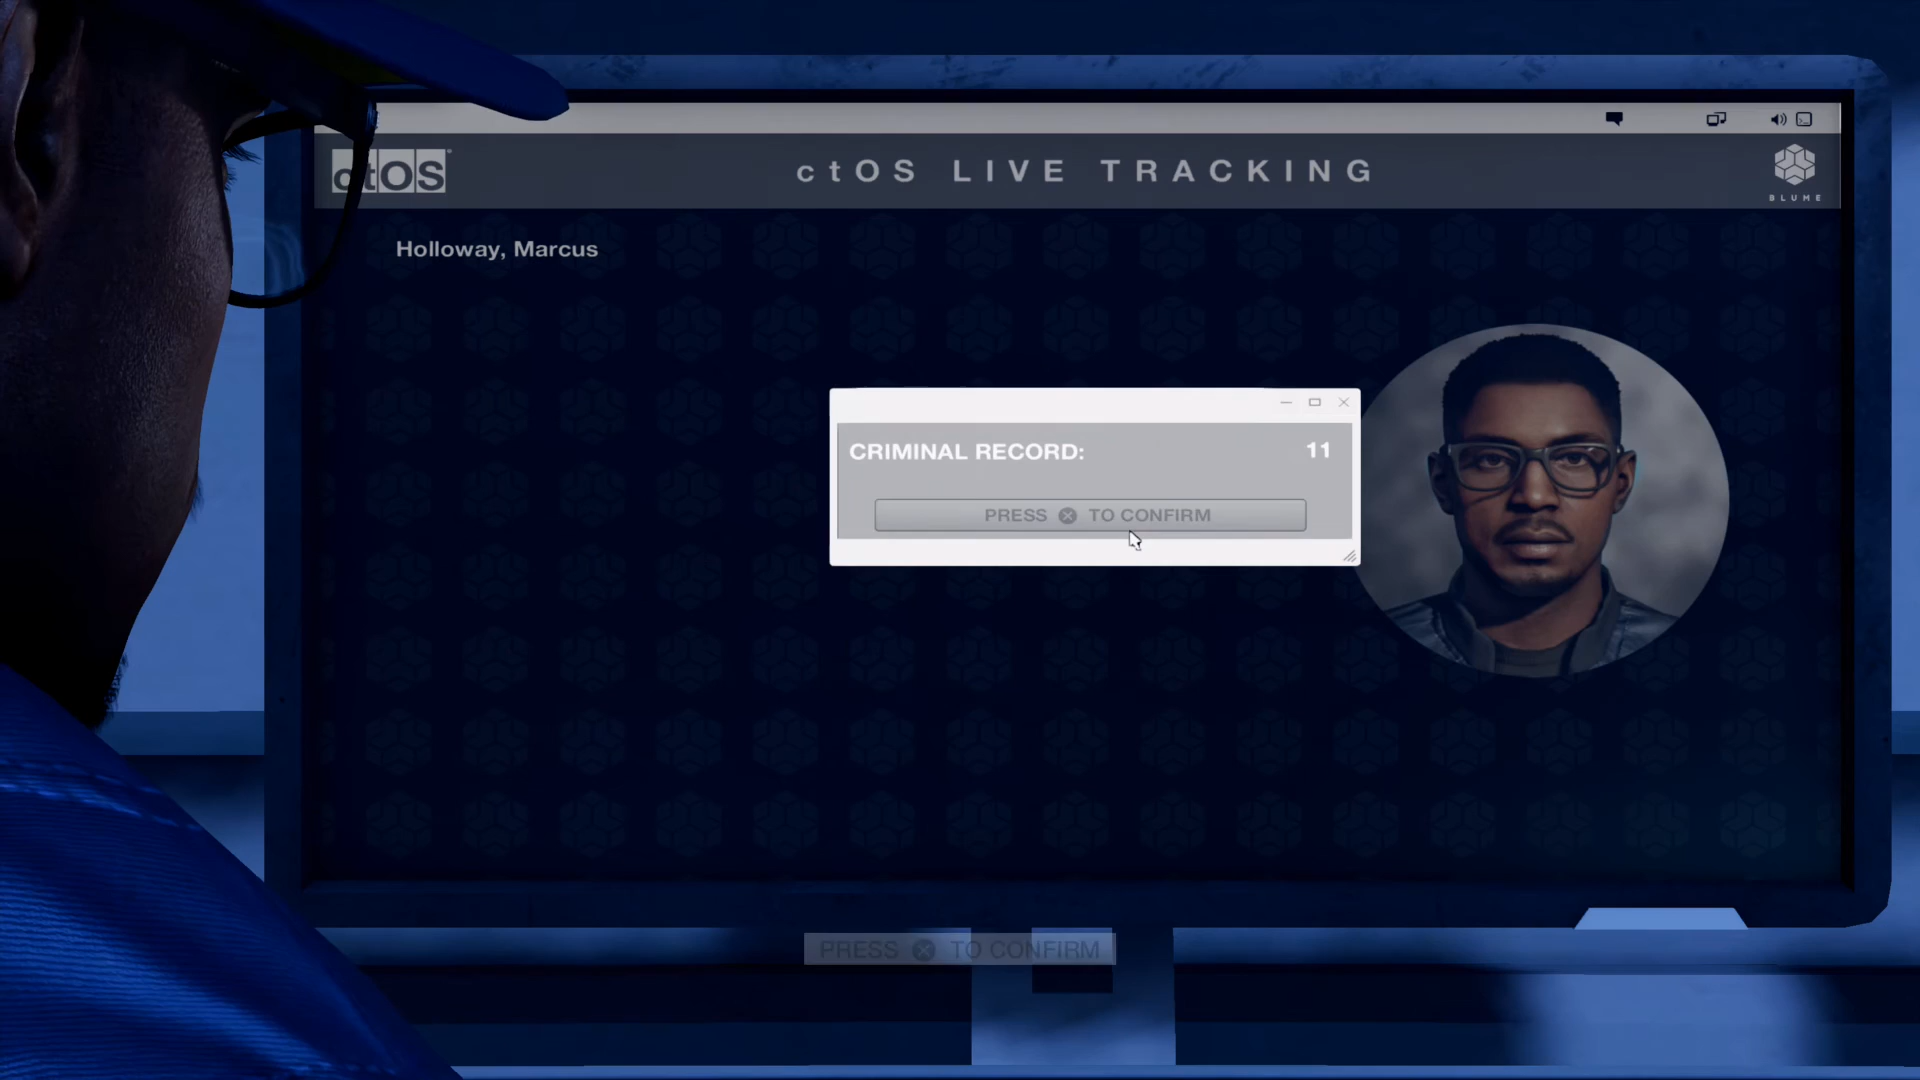 ctOS
ctOS LIVE TRACKING
BLUME
Holloway, Marcus
CRIMINAL RECORD: 11
PRESS ⊗ TO CONFIRM
PRESS ⊗ TO CONFIRM